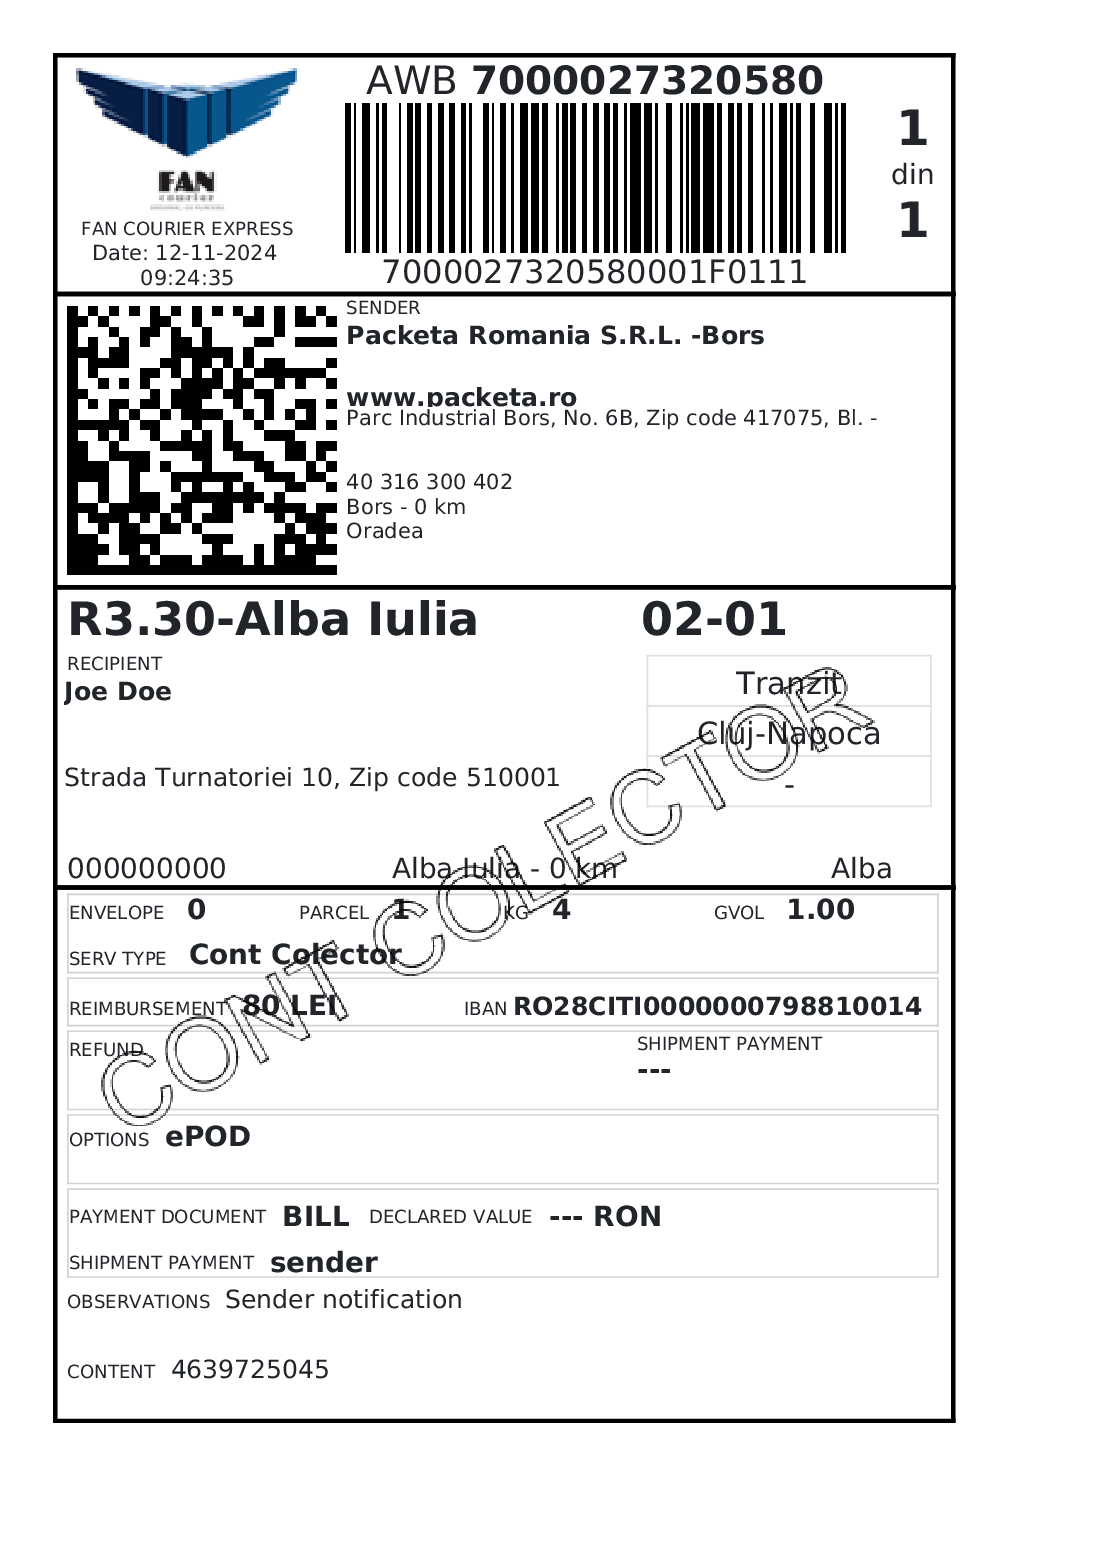 AWB 7000027320580
1
din
1
7000027320580001F0111
FAN
courier
FAN COURIER EXPRESS
Date: 12-11-2024
09:24:35
SENDER
Packeta Romania S.R.L. -Bors
www.packeta.ro
Parc Industrial Bors, No. 6B, Zip code 417075, Bl. -
40 316 300 402
Bors - 0 km
Oradea
R3.30-Alba Iulia 02-01
RECIPIENT
Joe Doe
Tranzit
Cluj-Napoca
-
Strada Turnatoriei 10, Zip code 510001
000000000 Alba Iulia - 0 km Alba
CONT COLECTOR
ENVELOPE 0 PARCEL 1 KG 4 GVOL 1.00
SERV TYPE Cont Colector
REIMBURSEMENT 80 LEI IBAN RO28CITI0000000798810014
REFUND SHIPMENT PAYMENT
---
OPTIONS ePOD
PAYMENT DOCUMENT BILL DECLARED VALUE --- RON
SHIPMENT PAYMENT sender
OBSERVATIONS Sender notification
CONTENT 4639725045